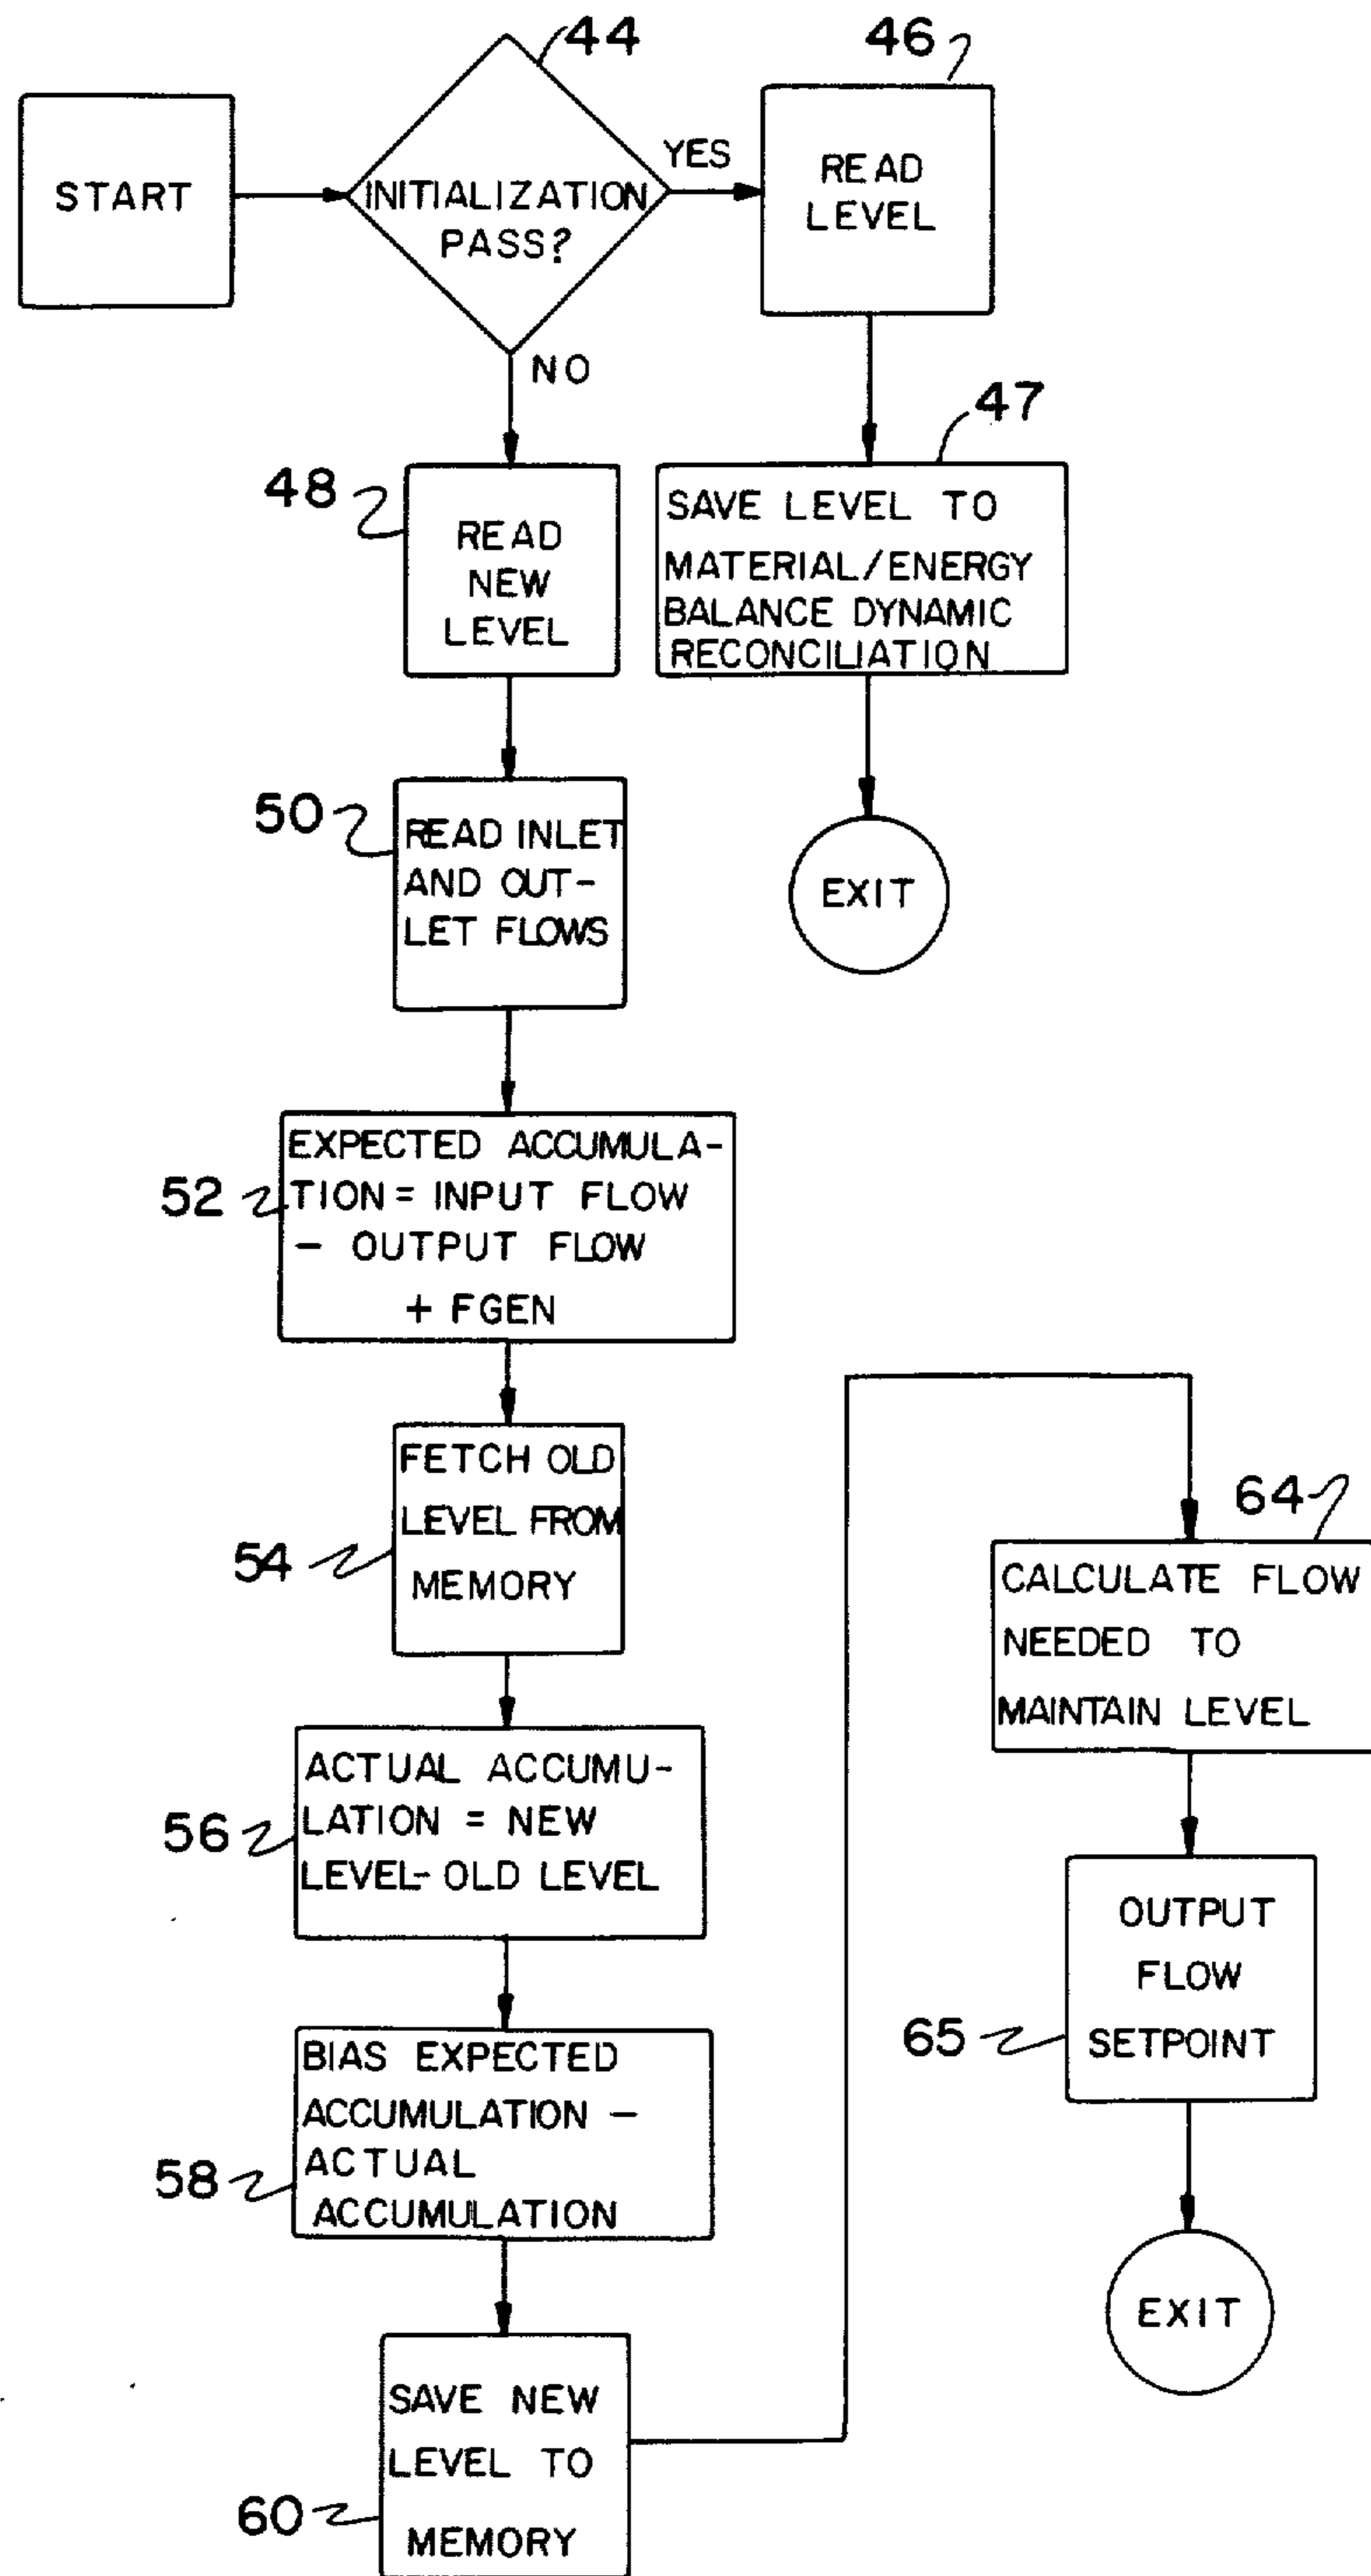 START
44
INITIALIZATION
PASS?
YES
NO
46
READ
LEVEL
47
SAVE LEVEL TO
MATERIAL/ENERGY
BALANCE DYNAMIC
RECONCILIATION
EXIT
48
READ
NEW
LEVEL
50
READ INLET
AND OUT-
LET FLOWS
52
EXPECTED ACCUMULA-
TION = INPUT FLOW
- OUTPUT FLOW
+ FGEN
54
FETCH OLD
LEVEL FROM
MEMORY
56
ACTUAL ACCUMU-
LATION = NEW
LEVEL- OLD LEVEL
58
BIAS EXPECTED
ACCUMULATION -
ACTUAL
ACCUMULATION
60
SAVE NEW
LEVEL TO
MEMORY
64
CALCULATE FLOW
NEEDED TO
MAINTAIN LEVEL
65
OUTPUT
FLOW
SETPOINT
EXIT